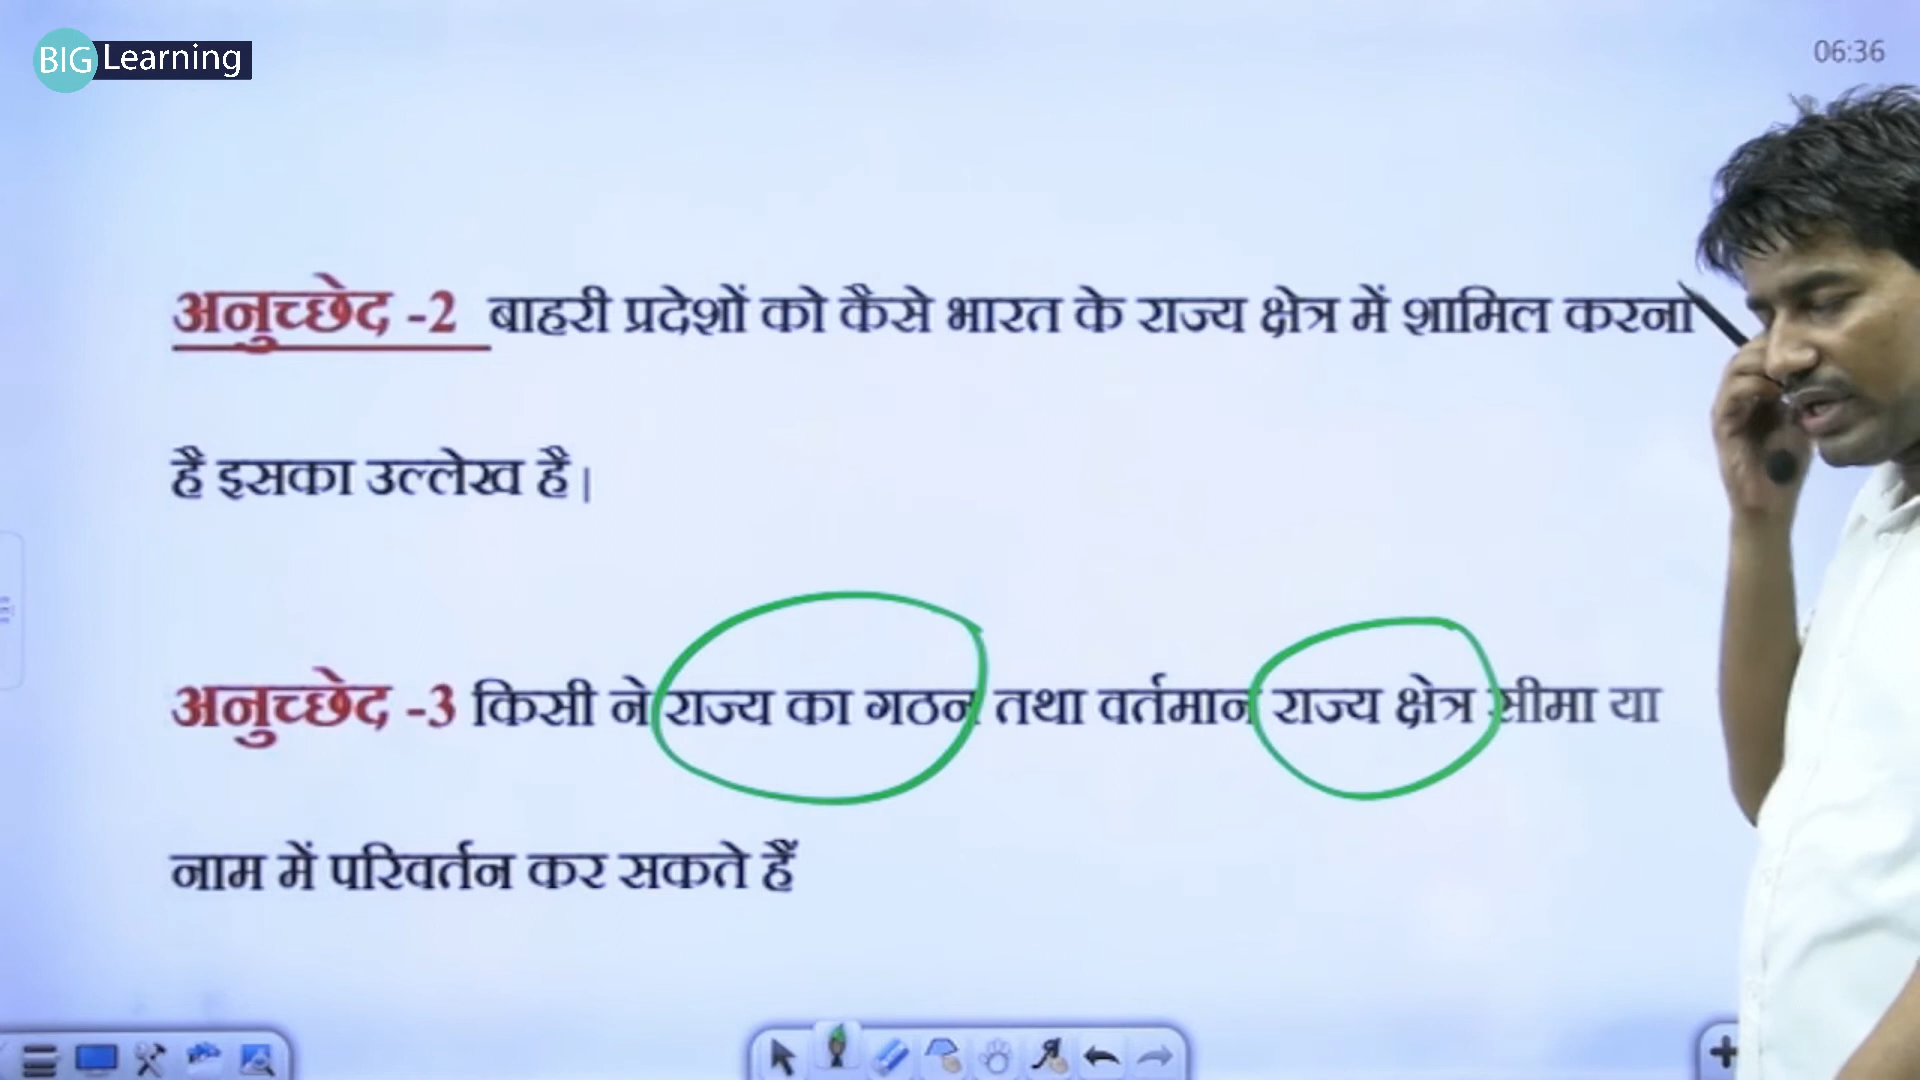 BIG Learning
06:36
अनुच्छेद -2 बाहरी प्रदेशों को कैसे भारत के राज्य क्षेत्र में शामिल करना
है इसका उल्लेख है |
अनुच्छेद -3 किसी ने राज्य का गठन तथा वर्तमान राज्य क्षेत्र सीमा या
नाम में परिवर्तन कर सकते हैं